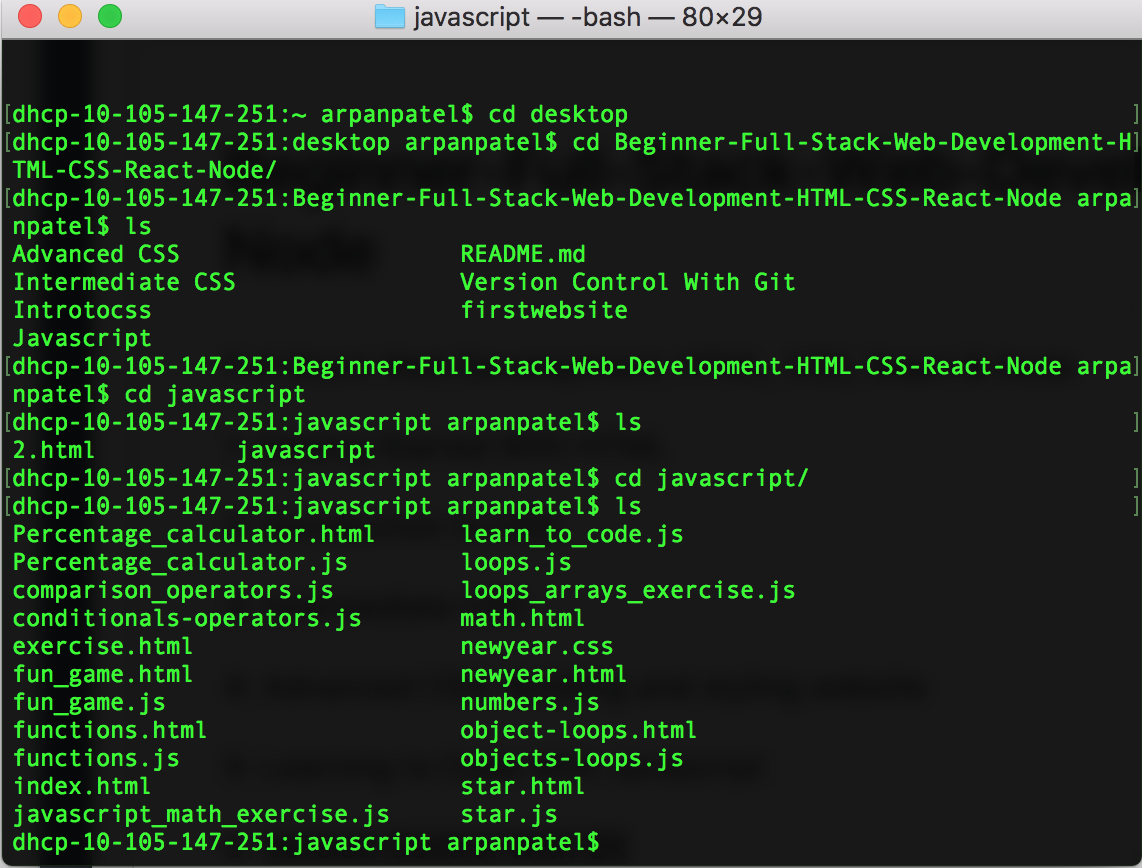 javascript — -bash — 80×29
[dhcp-10-105-147-251:~ arpanpatel$ cd desktop ]
[dhcp-10-105-147-251:desktop arpanpatel$ cd Beginner-Full-Stack-Web-Development-H]
TML-CSS-React-Node/
[dhcp-10-105-147-251:Beginner-Full-Stack-Web-Development-HTML-CSS-React-Node arpa]
npatel$ ls
Advanced CSS README.md
Intermediate CSS Version Control With Git
Introtocss firstwebsite
Javascript
[dhcp-10-105-147-251:Beginner-Full-Stack-Web-Development-HTML-CSS-React-Node arpa]
npatel$ cd javascript
[dhcp-10-105-147-251:javascript arpanpatel$ ls ]
2.html javascript
[dhcp-10-105-147-251:javascript arpanpatel$ cd javascript/ ]
[dhcp-10-105-147-251:javascript arpanpatel$ ls ]
Percentage_calculator.html learn_to_code.js
Percentage_calculator.js loops.js
comparison_operators.js loops_arrays_exercise.js
conditionals-operators.js math.html
exercise.html newyear.css
fun_game.html newyear.html
fun_game.js numbers.js
functions.html object-loops.html
functions.js objects-loops.js
index.html star.html
javascript_math_exercise.js star.js
dhcp-10-105-147-251:javascript arpanpatel$